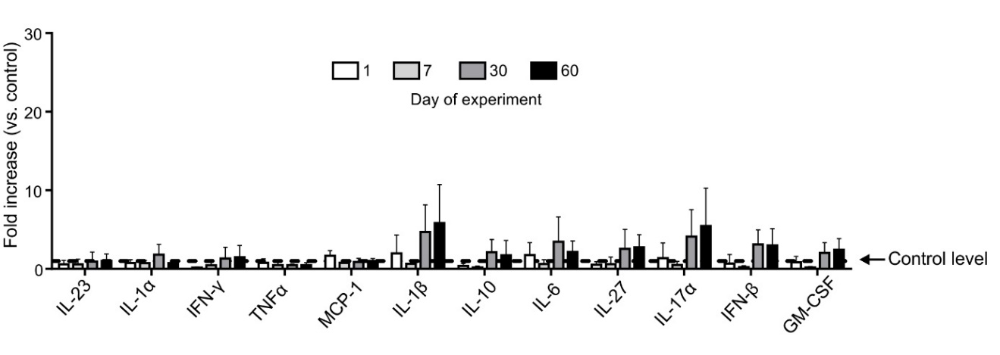 Fold increase (vs. control)
30
20
10
0
1 7 30 60
Day of experiment
Control level
IL-23 IL-1α IFN-γ TNFα MCP-1 IL-1β IL-10 IL-6 IL-27 IL-17α IFN-β GM-CSF